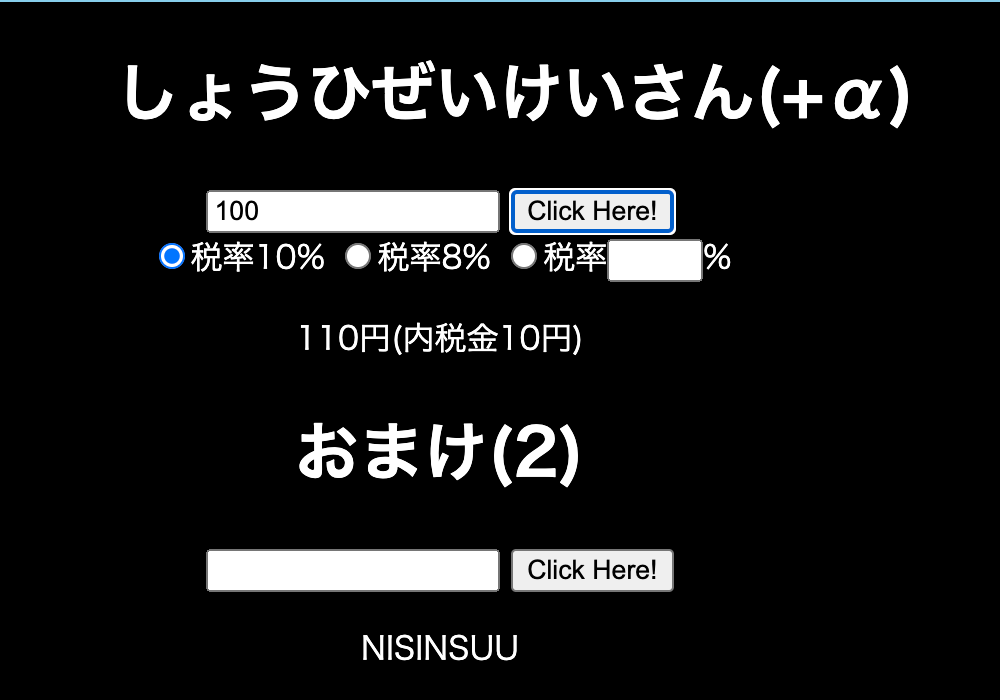 しょうひぜいけいさん(+α)
100 Click Here!
税率10% 税率8% 税率 %
110円(内税金10円)
おまけ(2)
Click Here!
NISINSUU